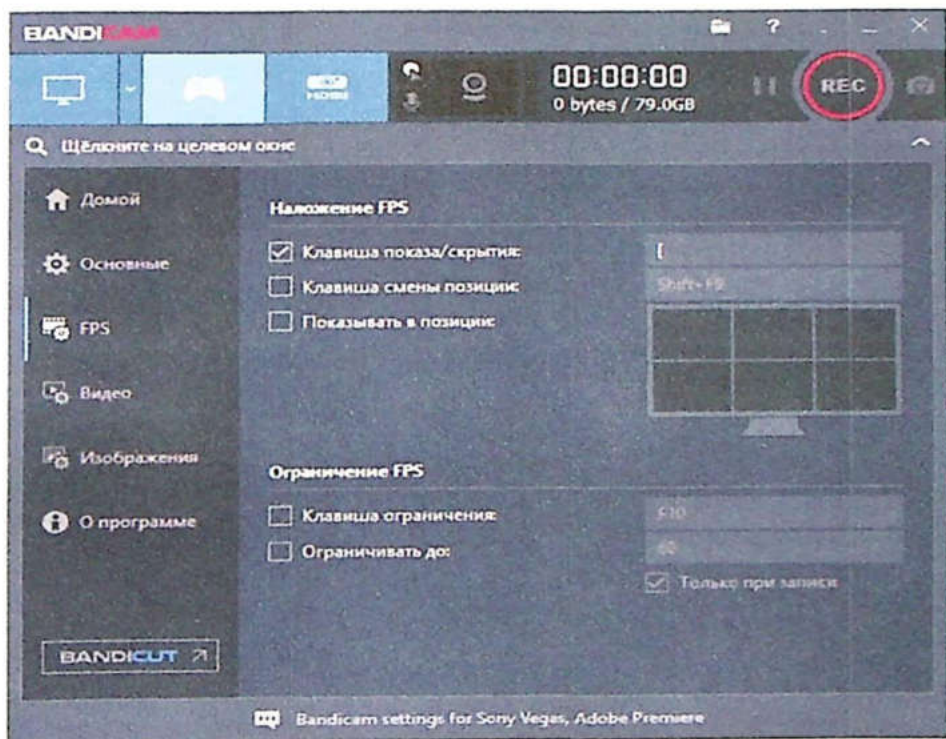 BANDICAM
?
HDMI
00:00:00
0 bytes / 79.0GB
REC
Щёлкните на целевом окне
Домой
Основные
FPS
Видео
Изображения
О программе
BANDICUT
Наложение FPS
Клавиша показа/скрытия:
[
Клавиша смены позиции:
Shift+F9
Показывать в позиции:
Ограничение FPS
Клавиша ограничения:
F10
Ограничивать до:
60
Только при записи
Bandicam settings for Sony Vegas, Adobe Premiere